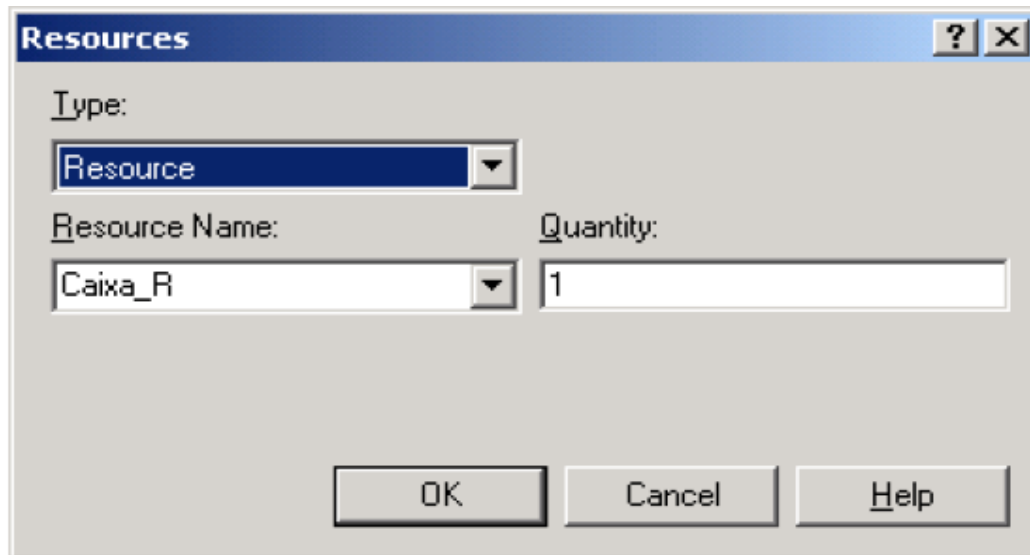 Resources
Type:
Resource
Resource Name: Quantity:
Caixa_R 1
OK Cancel Help